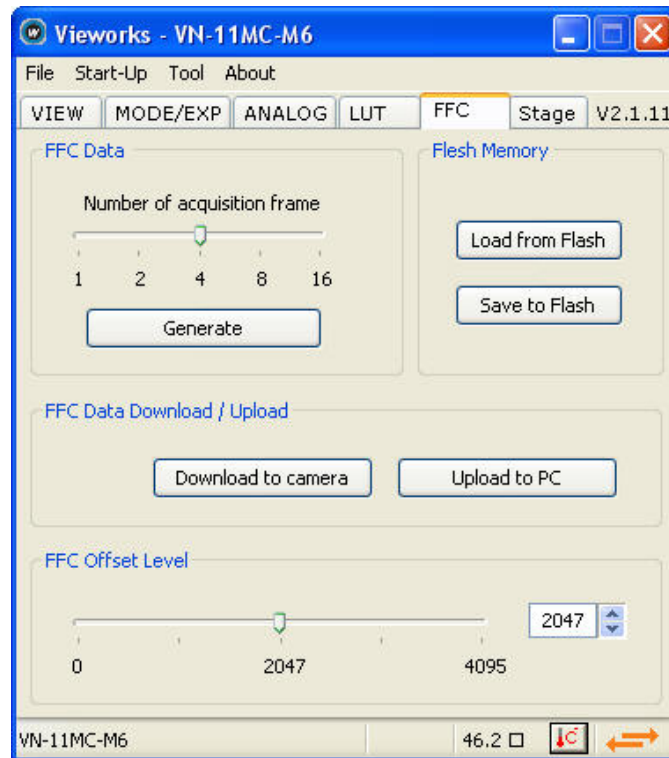 Vieworks - VN-11MC-M6
File Start-Up Tool About
VIEW MODE/EXP ANALOG LUT FFC Stage V2.1.11
FFC Data
Number of acquisition frame
1 2 4 8 16
Generate
Flesh Memory
Load from Flash
Save to Flash
FFC Data Download / Upload
Download to camera Upload to PC
FFC Offset Level
2047
0 2047 4095
VN-11MC-M6 46.2 □ C